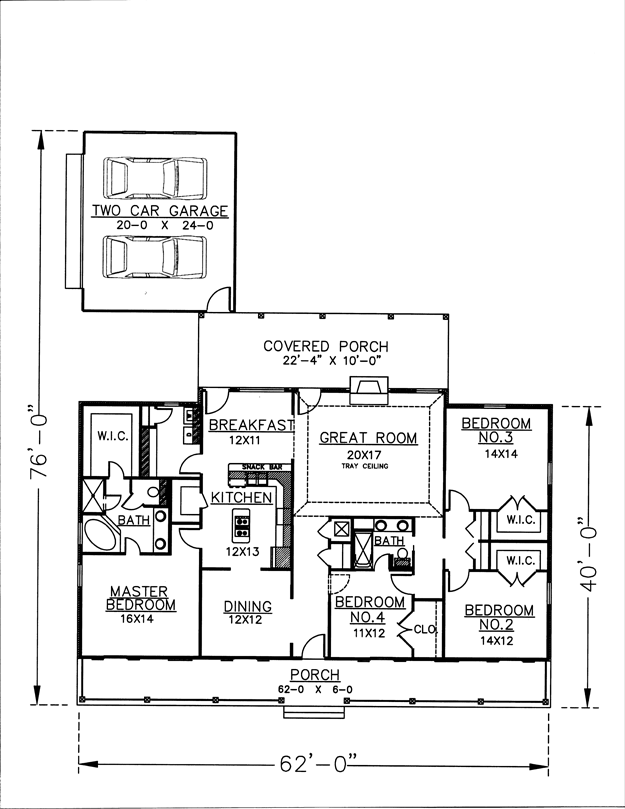 TWO CAR GARAGE
20-0 X 24-0
COVERED PORCH
22'-4" X 10'-0"
76'-0"
W.I.C.
BREAKFAST
12X11
GREAT ROOM
20X17
TRAY CEILING
BEDROOM
NO.3
14X14
SNACK BAR
KITCHEN
12X13
W.I.C.
BATH
BATH
W.I.C.
40'-0"
MASTER
BEDROOM
16X14
DINING
12X12
BEDROOM
NO.4
11X12
CLO.
BEDROOM
NO.2
14X12
PORCH
62-0 X 6-0
62'-0"